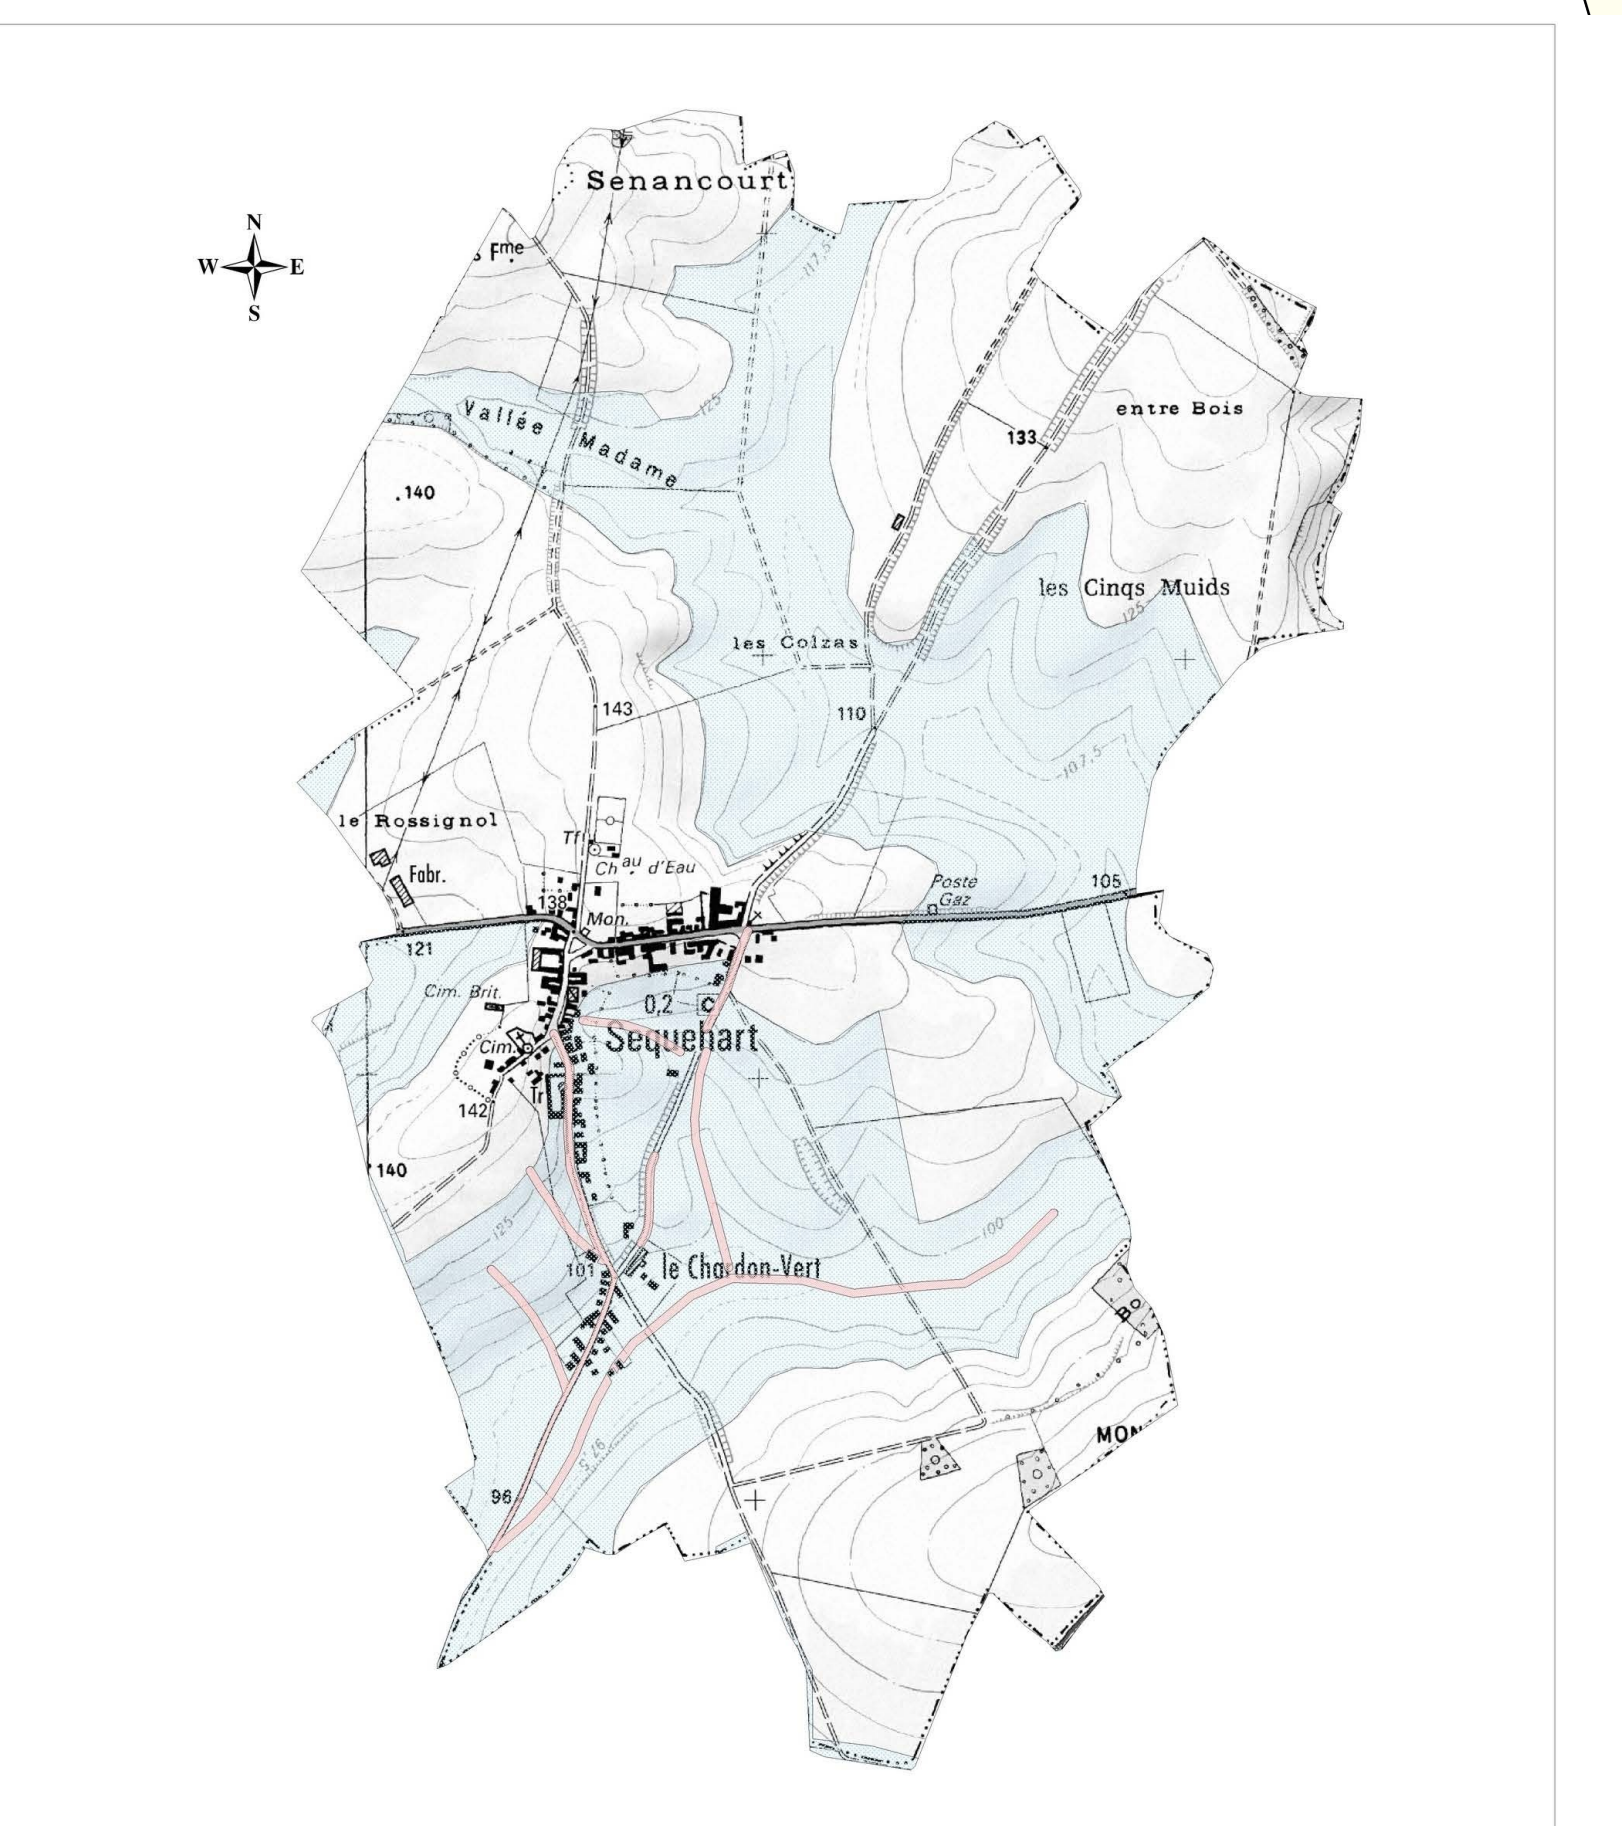 N
W E
S
Senancourt
Fme
117,5
Vallée
Madame
125
entre Bois
133
.140
les Cinqs Muids
125
les Colzas
143
110
107,5
le Rossignol
Tf
Chau d'Eau
Fabr.
Poste
Gaz
105
138
Mon.
121
Cim. Brit.
0,2 C
Sequehart
Cim.
Tr
142
140
125
100
101
le Chardon-Vert
Bo
MON
97,5
96